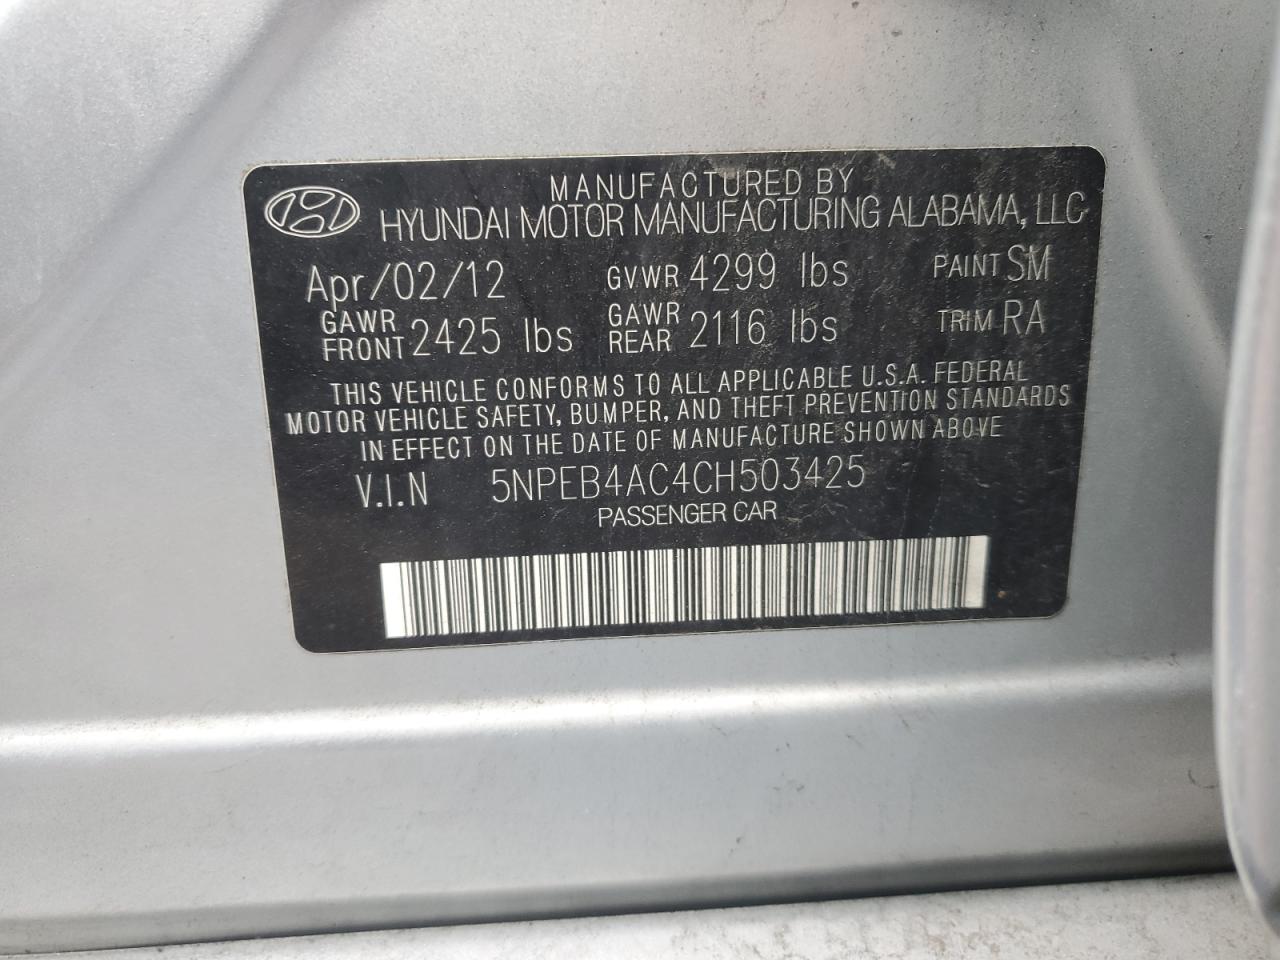 MANUFACTURED BY
HYUNDAI MOTOR MANUFACTURING ALABAMA, LLC
Apr/02/12 GVWR 4299 lbs PAINT SM
GAWR FRONT 2425 lbs GAWR REAR 2116 lbs TRIM RA
THIS VEHICLE CONFORMS TO ALL APPLICABLE U.S.A. FEDERAL
MOTOR VEHICLE SAFETY, BUMPER, AND THEFT PREVENTION STANDARDS
IN EFFECT ON THE DATE OF MANUFACTURE SHOWN ABOVE
V.I.N 5NPEB4AC4CH503425
PASSENGER CAR